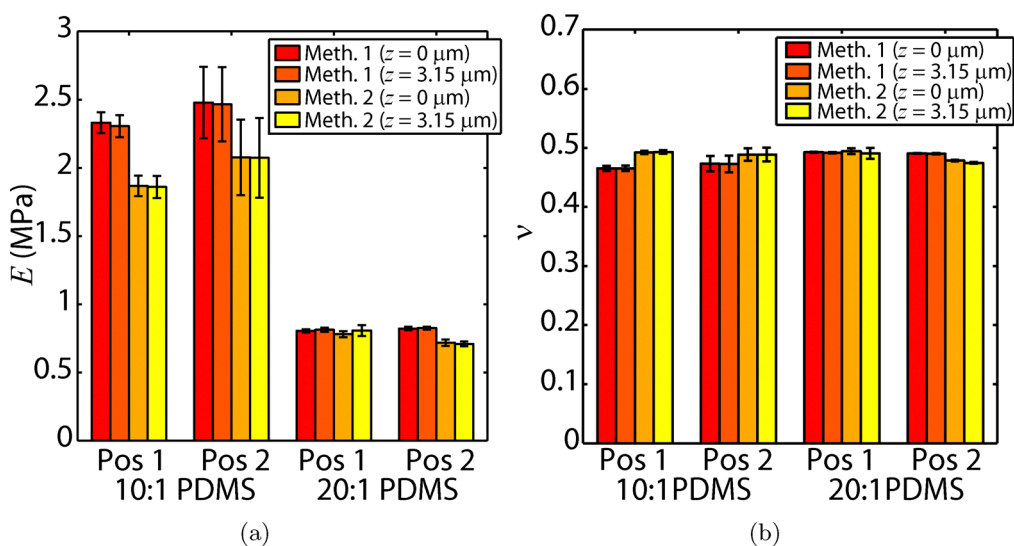 3
2.5
2
1.5
1
0.5
0
E (MPa)
Meth. 1 (z = 0 µm)
Meth. 1 (z = 3.15 µm)
Meth. 2 (z = 0 µm)
Meth. 2 (z = 3.15 µm)
Pos 1 Pos 2 Pos 1 Pos 2
10:1 PDMS 20:1 PDMS
(a)
0.7
0.6
0.5
0.4
0.3
0.2
0.1
0
ν
Meth. 1 (z = 0 µm)
Meth. 1 (z = 3.15 µm)
Meth. 2 (z = 0 µm)
Meth. 2 (z = 3.15 µm)
Pos 1 Pos 2 Pos 1 Pos 2
10:1PDMS 20:1PDMS
(b)